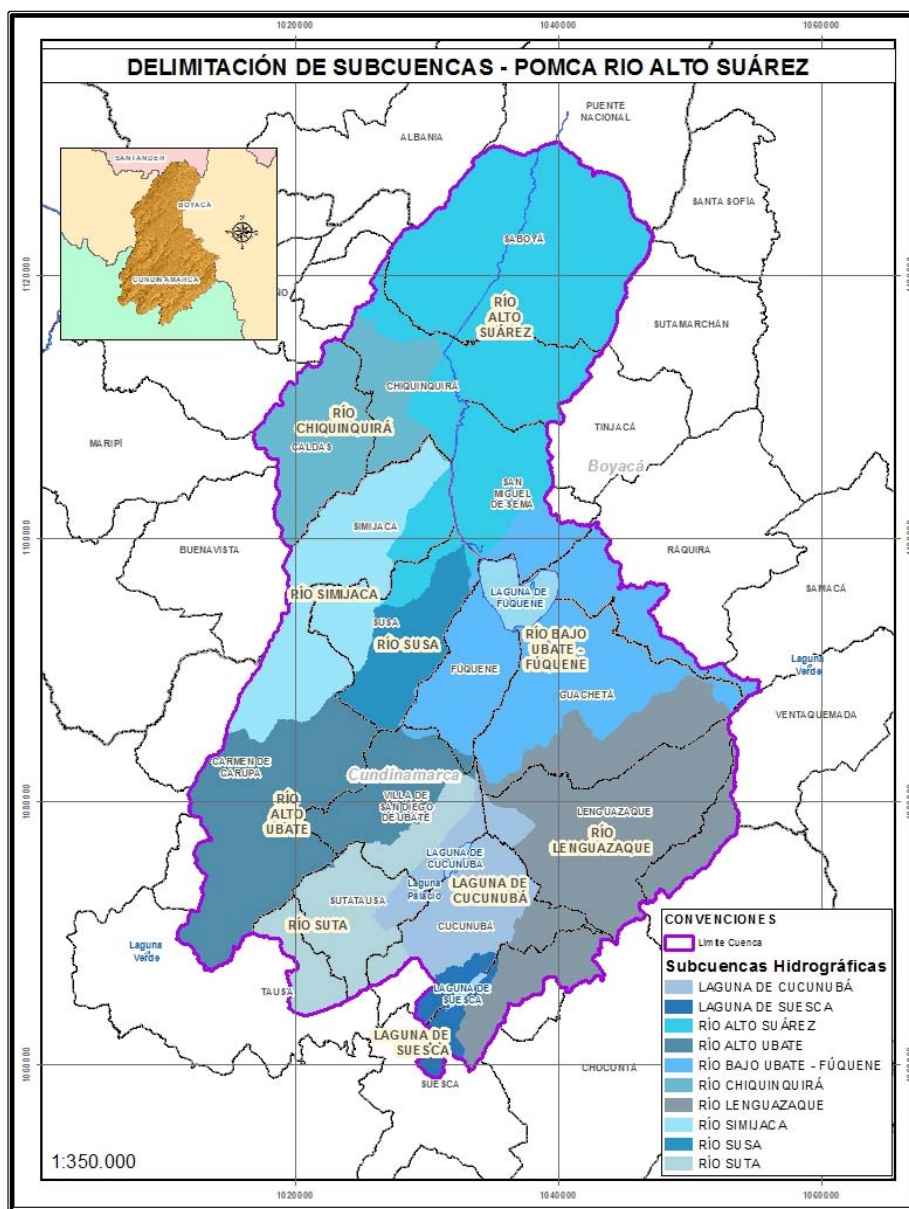 1020000
1040000
1060000
DELIMITACIÓN DE SUBCUENCAS - POMCA RIO ALTO SUÁREZ
PUENTE
NACIONAL
ALBANIA
SANTANDER
BOYACÁ
CUNDINAMARCA
SANTA SOFÍA
SABOYÁ
1120000
RÍO
ALTO
SUÁREZ
SUTAMARCHÁN
CHIQUINQUIRÁ
RÍO
CHIQUINQUIRÁ
CALDAS
MARIPÍ
TINJACÁ
Boyacá
SAN
MIGUEL
DE SEMA
SIMIJACA
BUENAVISTA
1100000
RÁQUIRA
SAMACÁ
LAGUNA DE
FÚQUENE
RÍO SIMIJACA
SUSA
RÍO SUSA
RÍO BAJO
UBATE -
FÚQUENE
FÚQUENE
GUACHETÁ
Laguna
Verde
VENTAQUEMADA
CARMEN DE
CARUPA
Cundinamarca
RÍO
ALTO
UBATE
VILLA DE
SAN DIEGO
DE UBATE
LENGUAZAQUE
RÍO
LENGUAZAQUE
LAGUNA DE
CUCUNUBÁ
Laguna
Palacio
LAGUNA DE
CUCUNUBÁ
SUTATAUSA
RÍO SUTA
CUCUNUBÁ
Laguna
Verde
TAUSA
LAGUNA DE
SUESCA
LAGUNA DE
SUESCA
SUESCA
CHOCONTÁ
CONVENCIONES
Limite Cuenca
Subcuencas Hidrográficas
LAGUNA DE CUCUNUBÁ
LAGUNA DE SUESCA
RÍO ALTO SUÁREZ
RÍO ALTO UBATE
RÍO BAJO UBATE - FÚQUENE
RÍO CHIQUINQUIRÁ
RÍO LENGUAZAQUE
RÍO SIMIJACA
RÍO SUSA
RÍO SUTA
1:350.000
1020000
1040000
1060000